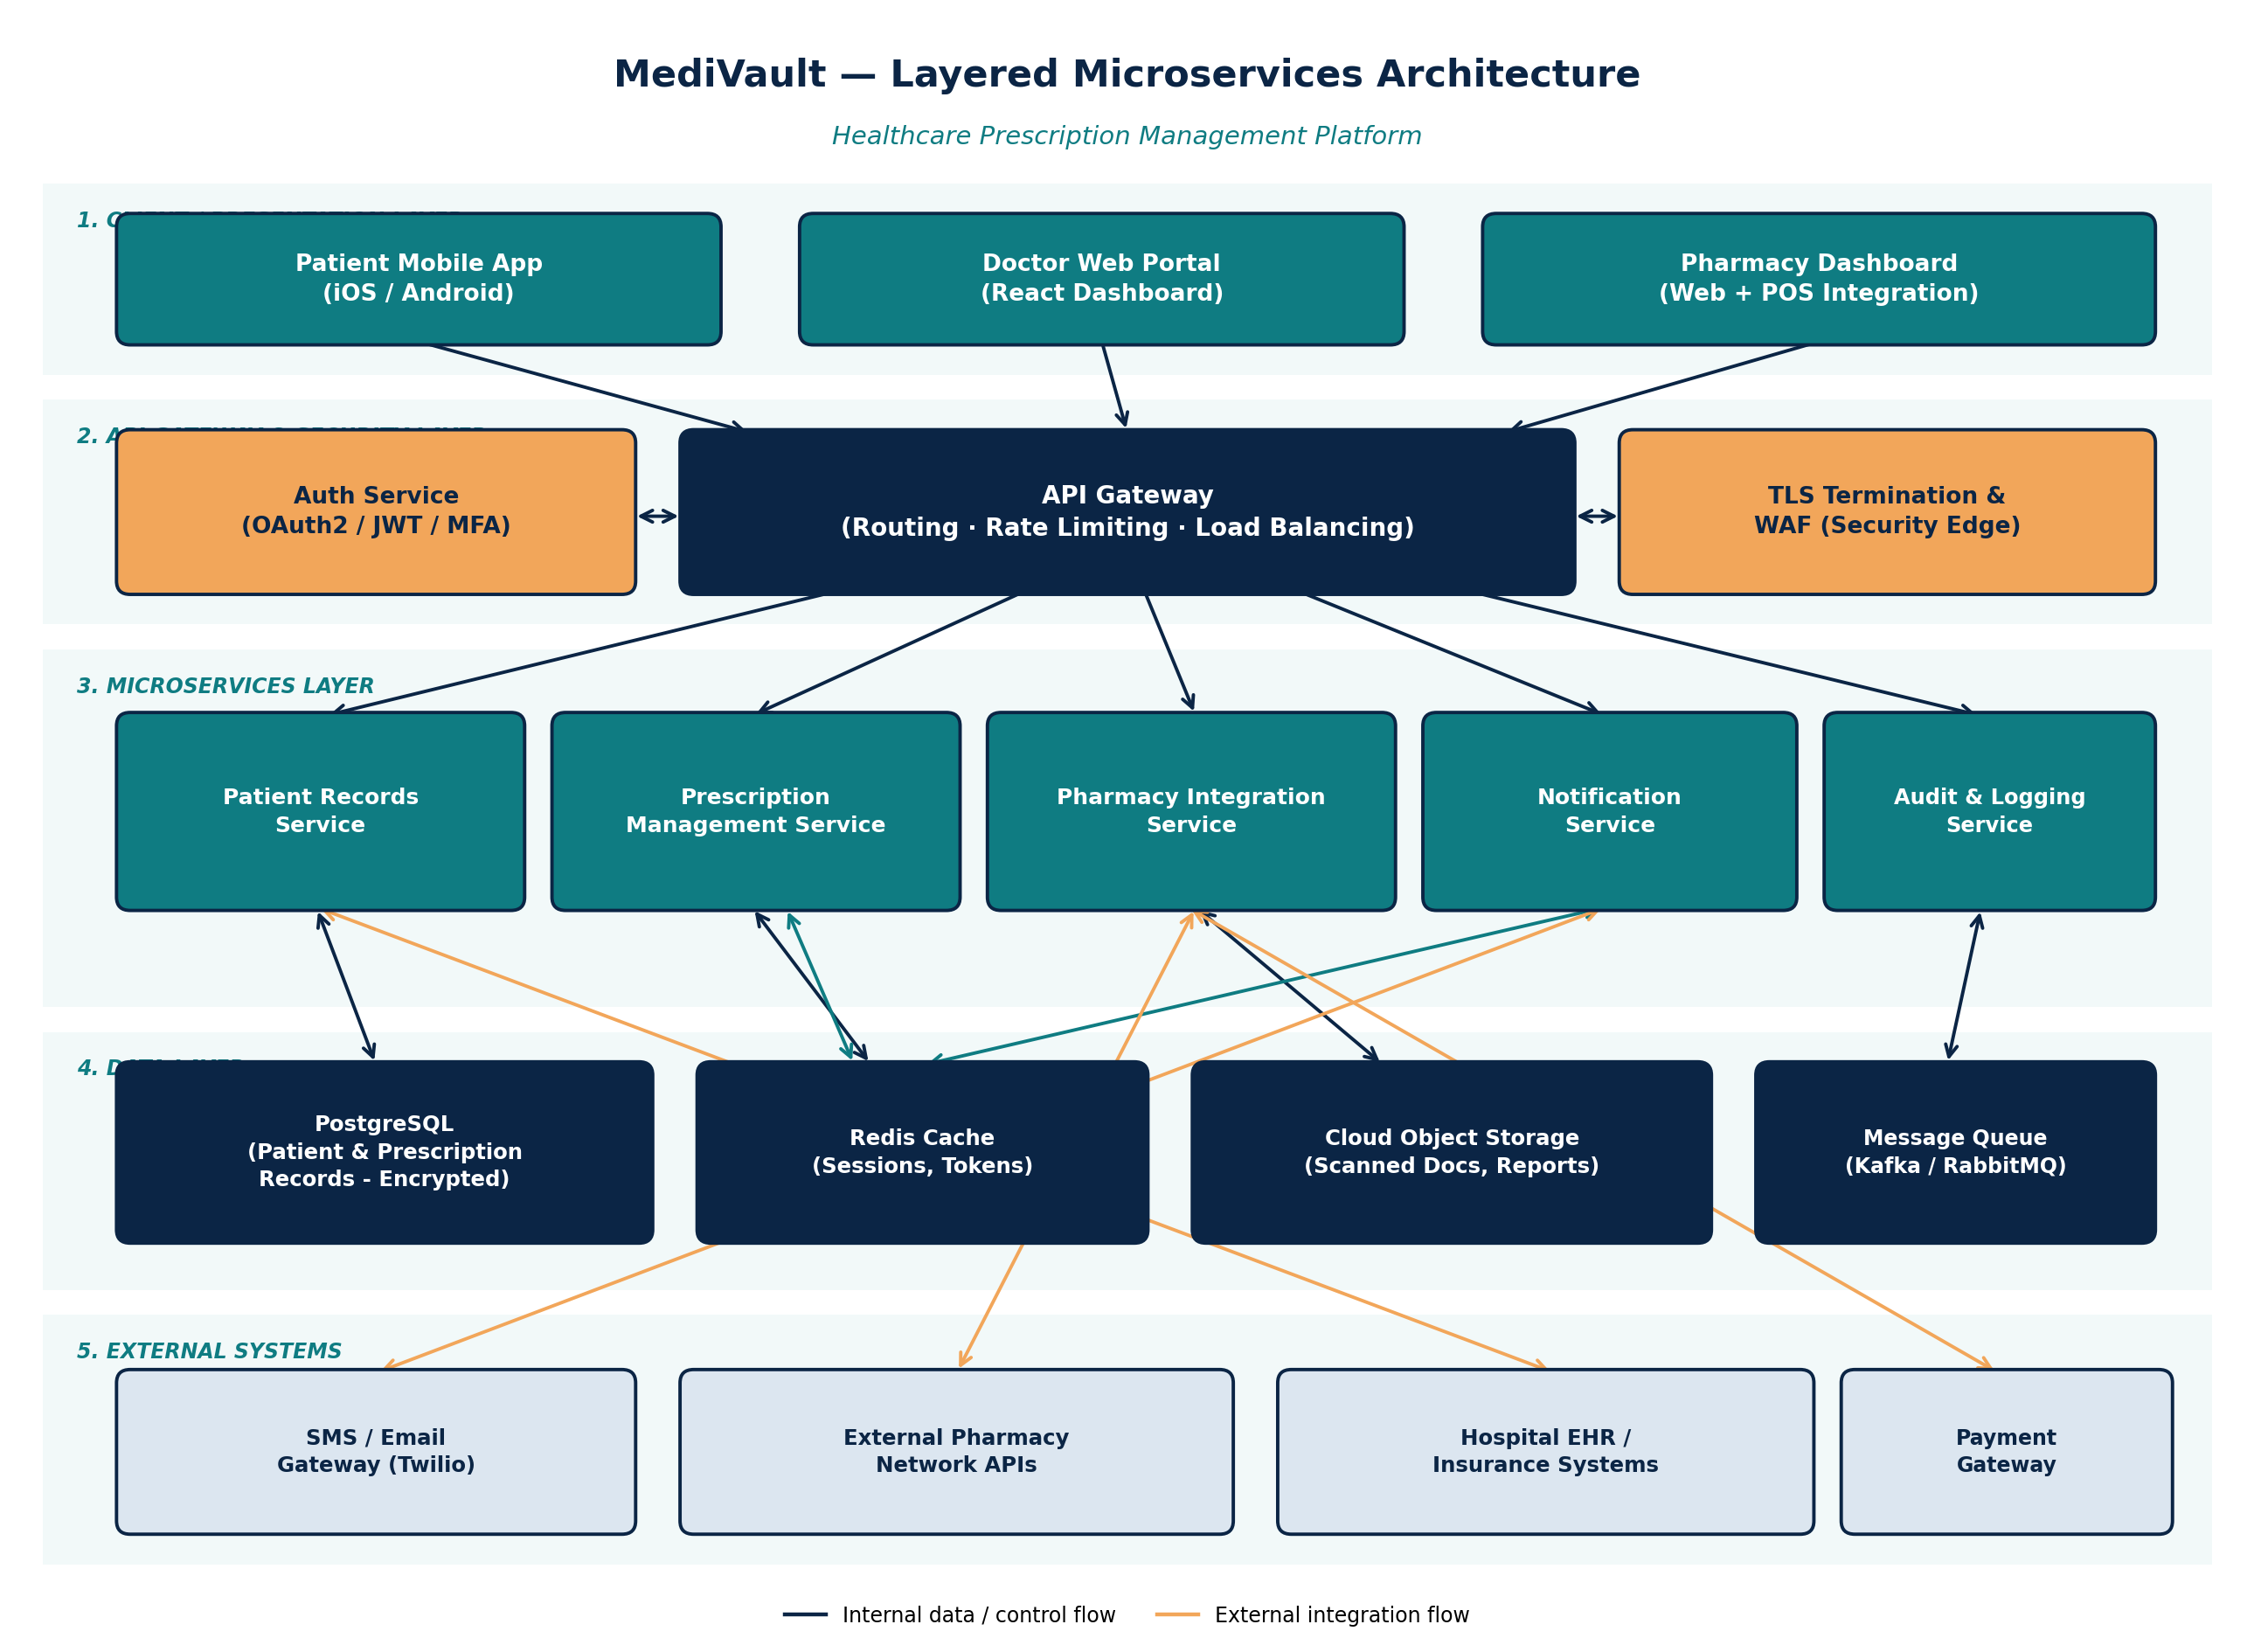 MediVault — Layered Microservices Architecture
Healthcare Prescription Management Platform
1.
Patient Mobile App
(iOS / Android)
Doctor Web Portal
(React Dashboard)
Pharmacy Dashboard
(Web + POS Integration)
2.
Auth Service
(OAuth2 / JWT / MFA)
API Gateway
(Routing · Rate Limiting · Load Balancing)
TLS Termination &
WAF (Security Edge)
3. MICROSERVICES LAYER
Patient Records
Service
Prescription
Management Service
Pharmacy Integration
Service
Notification
Service
Audit & Logging
Service
4.
PostgreSQL
(Patient & Prescription
Records - Encrypted)
Redis Cache
(Sessions, Tokens)
Cloud Object Storage
(Scanned Docs, Reports)
Message Queue
(Kafka / RabbitMQ)
5. EXTERNAL SYSTEMS
SMS / Email
Gateway (Twilio)
External Pharmacy
Network APIs
Hospital EHR /
Insurance Systems
Payment
Gateway
Internal data / control flow
External integration flow